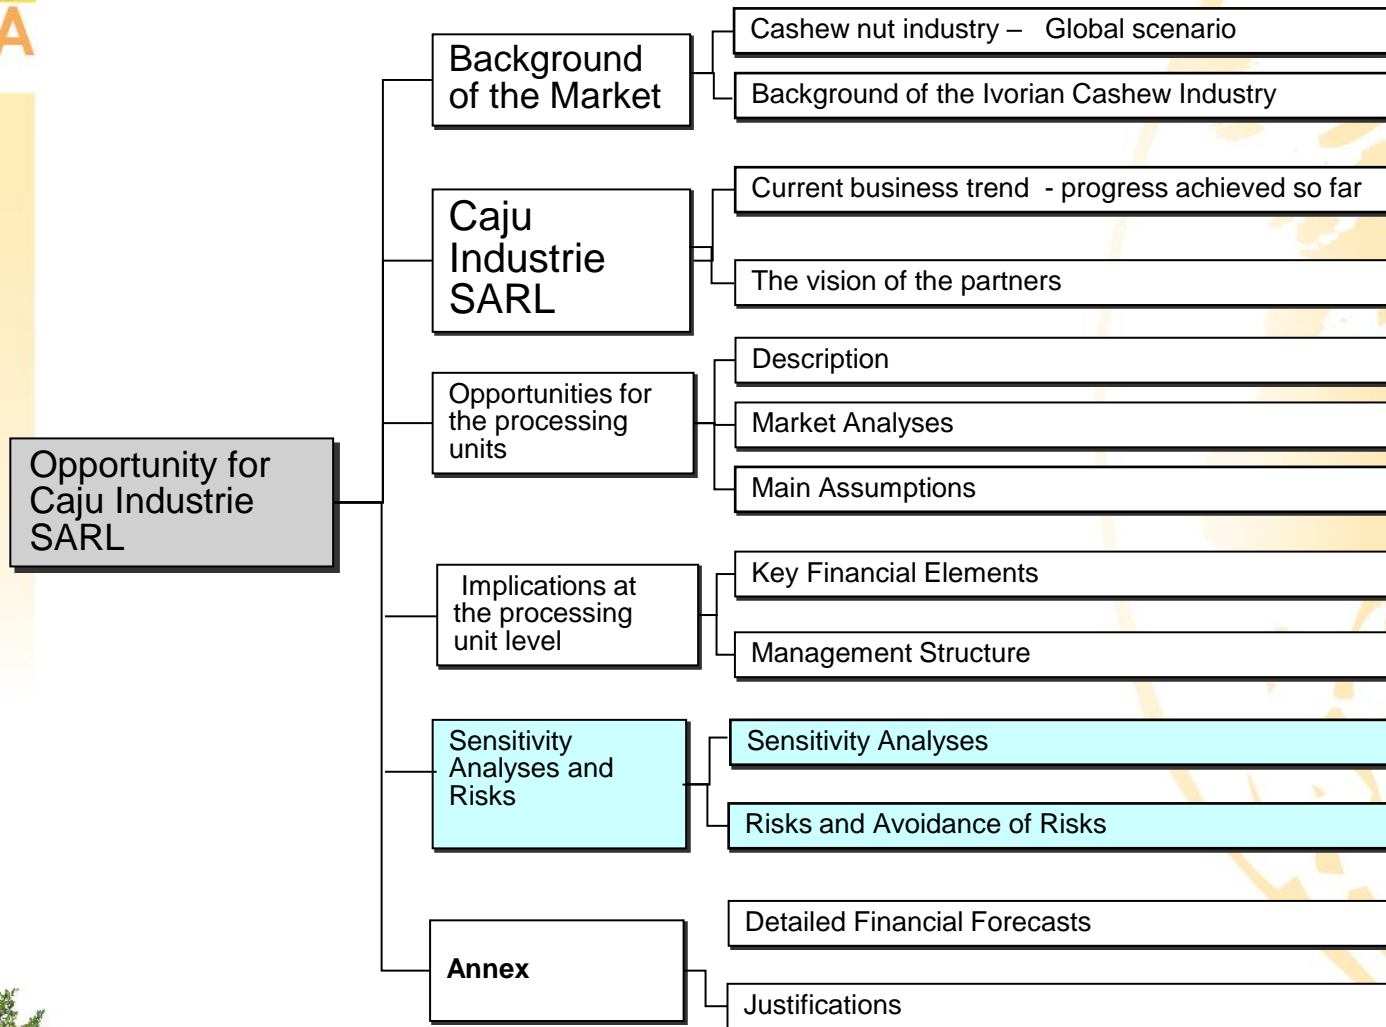 A
Opportunity for
Caju Industrie
SARL
Background
of the Market
Cashew nut industry – Global scenario
Background of the Ivorian Cashew Industry
Caju
Industrie
SARL
Current business trend - progress achieved so far
The vision of the partners
Opportunities for
the processing
units
Description
Market Analyses
Main Assumptions
Implications at
the processing
unit level
Key Financial Elements
Management Structure
Sensitivity
Analyses and
Risks
Sensitivity Analyses
Risks and Avoidance of Risks
Annex
Detailed Financial Forecasts
Justifications